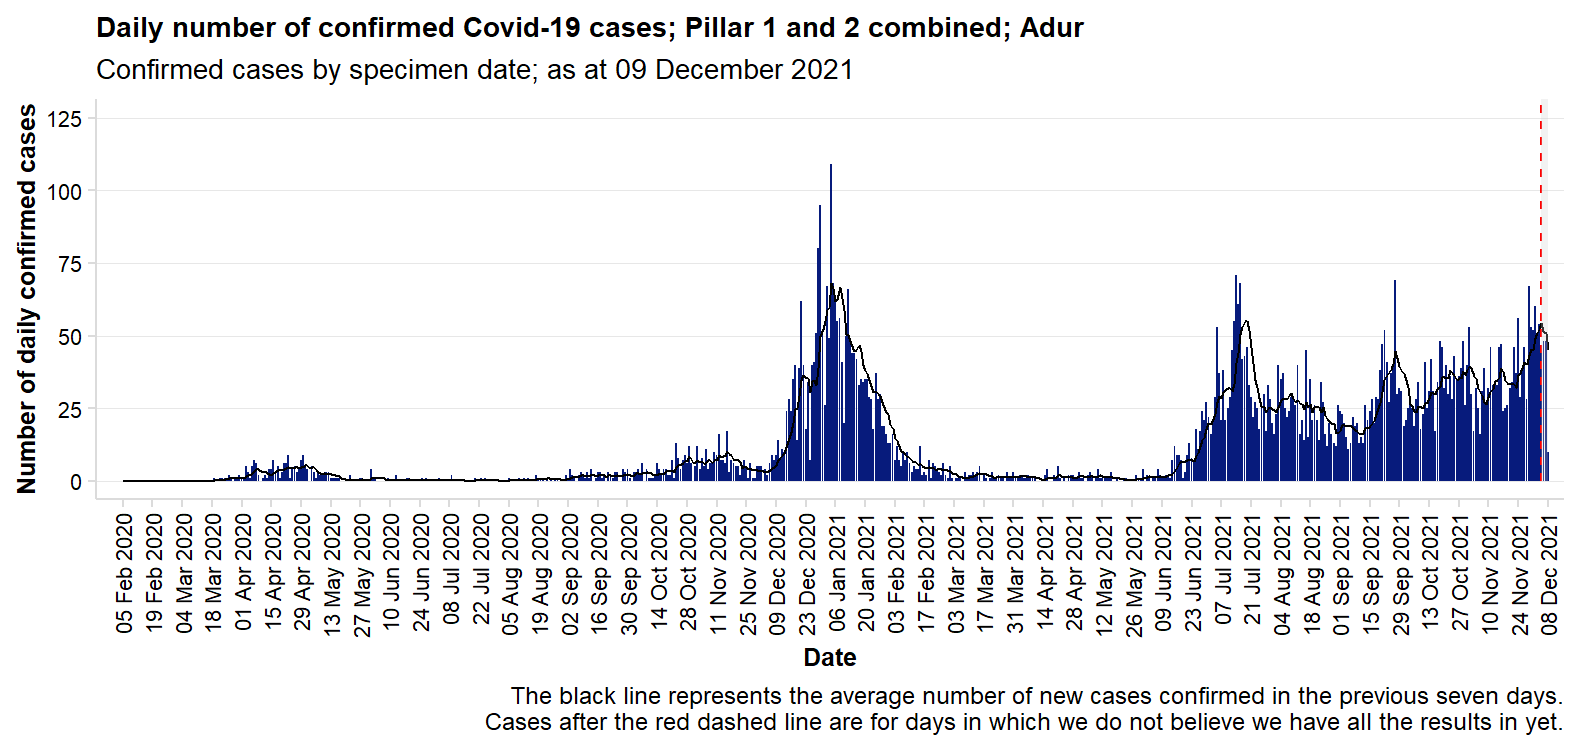 Daily number of confirmed Covid-19 cases; Pillar 1 and 2 combined; Adur
Confirmed cases by specimen date; as at 09 December 2021
Number of daily confirmed cases
125
100
75
50
25
0
05 Feb 2020
19 Feb 2020
04 Mar 2020
18 Mar 2020
01 Apr 2020
15 Apr 2020
29 Apr 2020
13 May 2020
27 May 2020
10 Jun 2020
24 Jun 2020
08 Jul 2020
22 Jul 2020
05 Aug 2020
19 Aug 2020
02 Sep 2020
16 Sep 2020
30 Sep 2020
14 Oct 2020
28 Oct 2020
11 Nov 2020
25 Nov 2020
09 Dec 2020
23 Dec 2020
06 Jan 2021
20 Jan 2021
03 Feb 2021
17 Feb 2021
03 Mar 2021
17 Mar 2021
31 Mar 2021
14 Apr 2021
28 Apr 2021
12 May 2021
26 May 2021
09 Jun 2021
23 Jun 2021
07 Jul 2021
21 Jul 2021
04 Aug 2021
18 Aug 2021
01 Sep 2021
15 Sep 2021
29 Sep 2021
13 Oct 2021
27 Oct 2021
10 Nov 2021
24 Nov 2021
08 Dec 2021
Date
The black line represents the average number of new cases confirmed in the previous seven days.
Cases after the red dashed line are for days in which we do not believe we have all the results in yet.